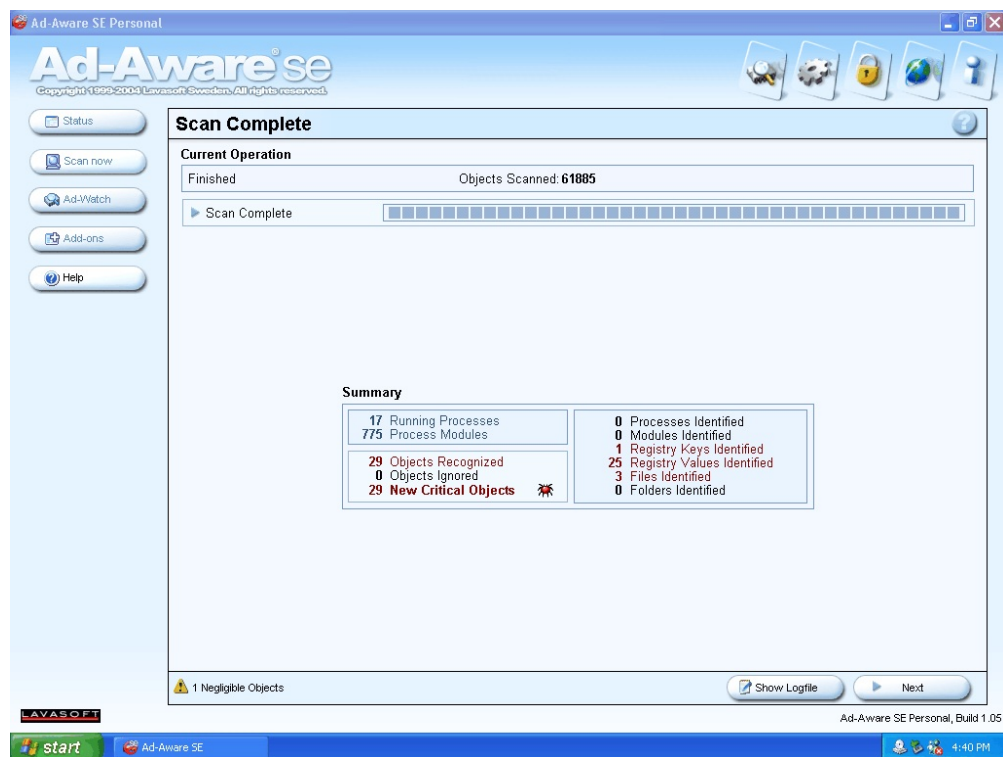 Ad-Aware SE Personal
Ad-Aware® se
Copyright 1999-2004 Lavasoft Sweden, All rights reserved.
Status
Scan now
Ad-Watch
Add-ons
Help
Scan Complete
Current Operation
Finished Objects Scanned: 61885
Scan Complete
Summary
17 Running Processes
775 Process Modules
29 Objects Recognized
0 Objects Ignored
29 New Critical Objects
0 Processes Identified
0 Modules Identified
1 Registry Keys Identified
25 Registry Values Identified
3 Files Identified
0 Folders Identified
1 Negligible Objects
Show Logfile
Next
LAVASOFT
Ad-Aware SE Personal, Build 1.05
start
Ad-Aware SE
4:40 PM